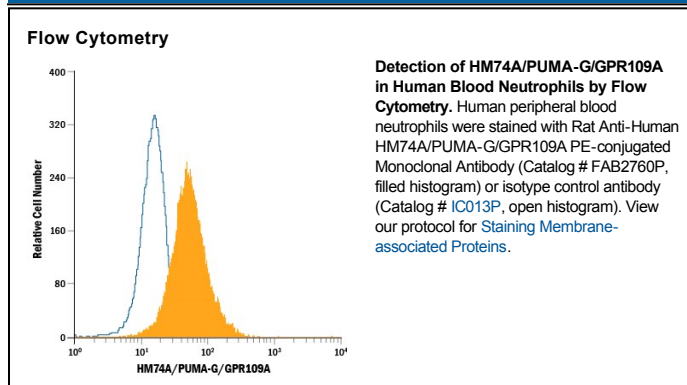 Flow Cytometry
400
320
240
160
80
0
Relative Cell Number
10⁰ 10¹ 10² 10³ 10⁴
HM74A/PUMA-G/GPR109A
Detection of HM74A/PUMA-G/GPR109A
in Human Blood Neutrophils by Flow
Cytometry. Human peripheral blood
neutrophils were stained with Rat Anti-Human
HM74A/PUMA-G/GPR109A PE-conjugated
Monoclonal Antibody (Catalog # FAB2760P,
filled histogram) or isotype control antibody
(Catalog # IC013P, open histogram). View
our protocol for Staining Membrane-
associated Proteins.